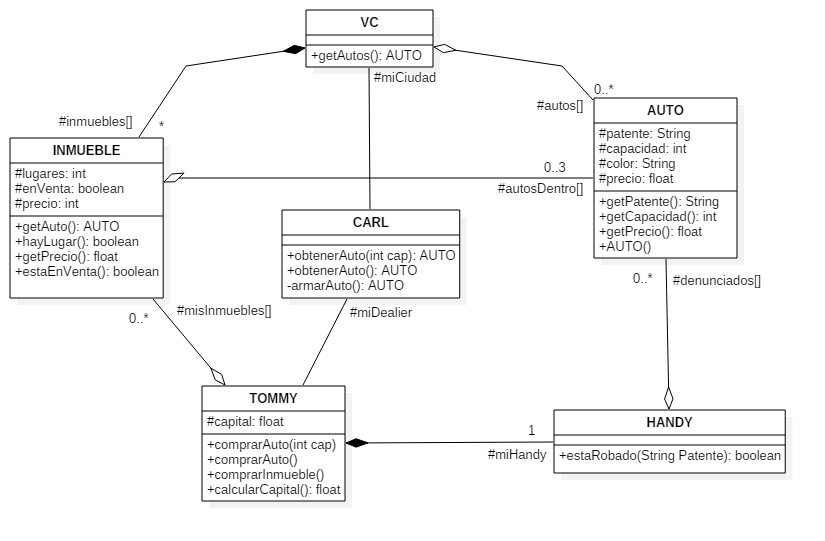 VC
+getAutos(): AUTO
#miCiudad
#inmuebles[]
*
0..*
#autos[]
AUTO
#patente: String
#capacidad: int
#color: String
#precio: float
+getPatente(): String
+getCapacidad(): int
+getPrecio(): float
+AUTO()
INMUEBLE
#lugares: int
#enVenta: boolean
#precio: int
+getAuto(): AUTO
+hayLugar(): boolean
+getPrecio(): float
+estaEnVenta(): boolean
0..3
#autosDentro[]
CARL
+obtenerAuto(int cap): AUTO
+obtenerAuto(): AUTO
-armarAuto(): AUTO
0..*
#denunciados[]
#misInmuebles[]
0..*
#miDealier
TOMMY
#capital: float
+comprarAuto(int cap)
+comprarAuto()
+comprarInmueble()
+calcularCapital(): float
1
#miHandy
HANDY
+estaRobado(String Patente): boolean